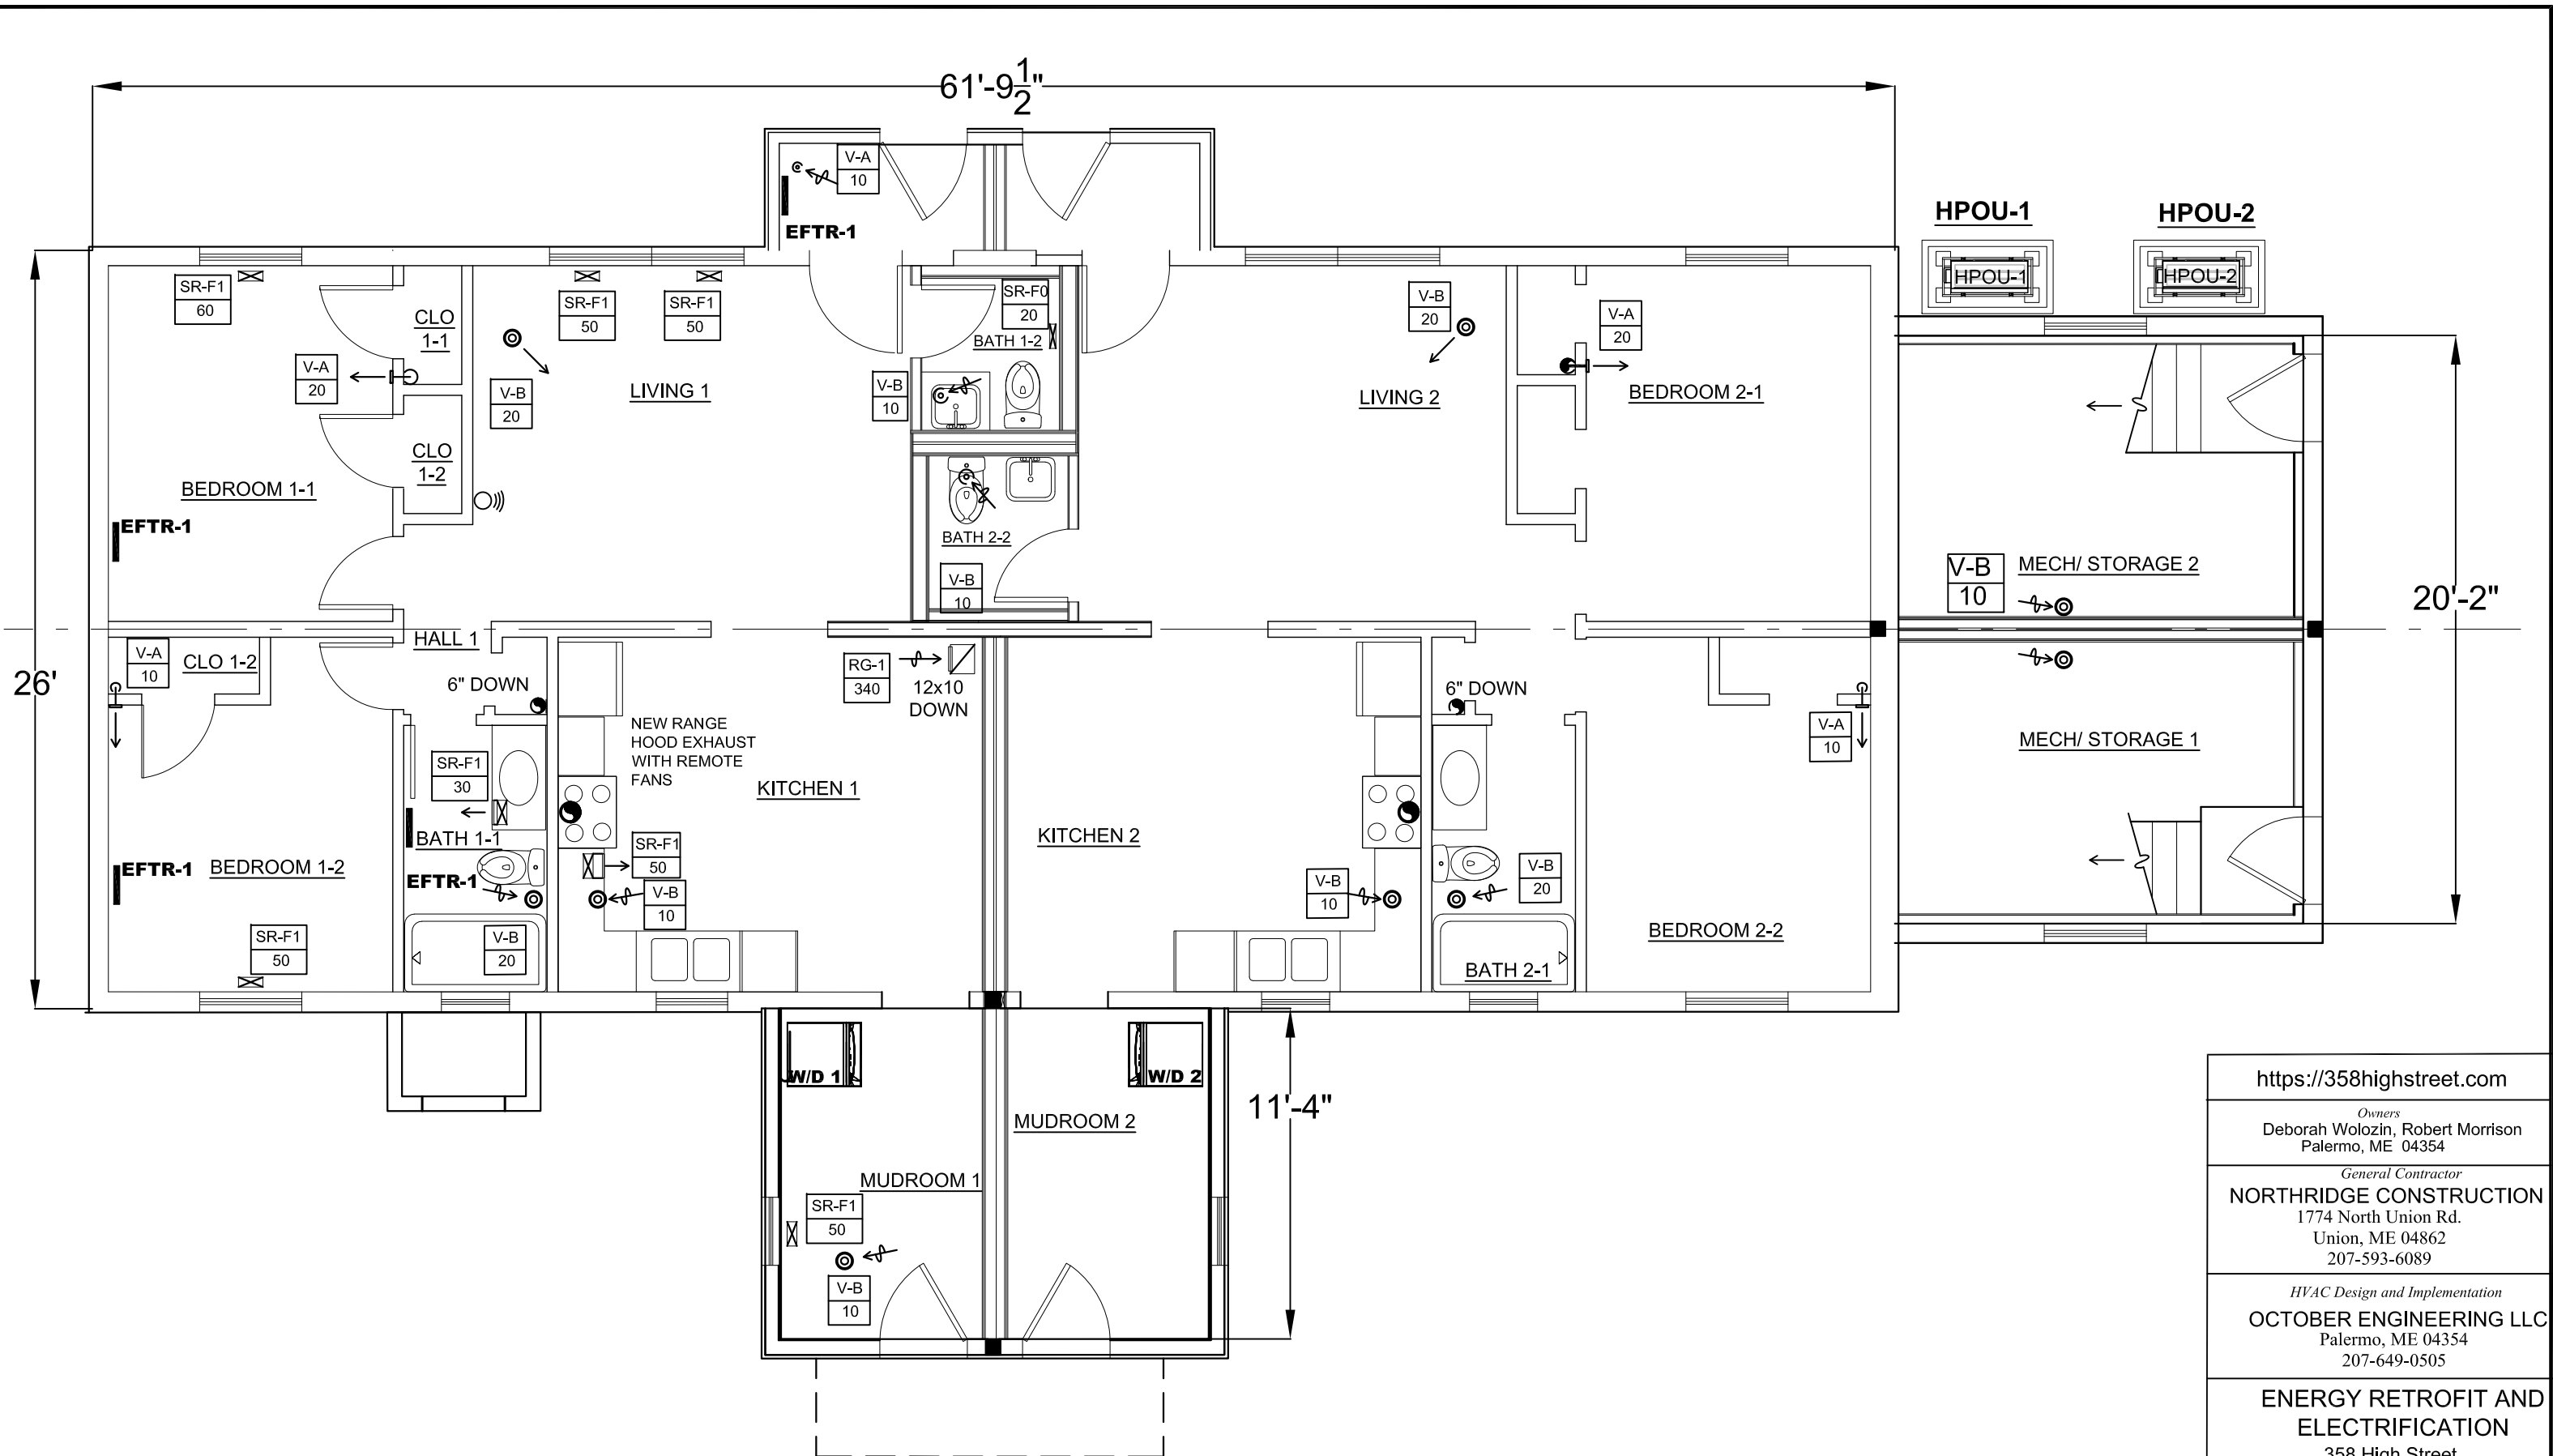 61'-9 1/2"
V-A
10
EFTR-1
HPOU-1
HPOU-2
HPOU-1
HPOU-2
SR-F1
60
CLO
1-1
SR-F1
50
SR-F1
50
SR-F0
20
BATH 1-2
V-B
20
V-A
20
V-A
20
V-B
20
LIVING 1
V-B
10
LIVING 2
BEDROOM 2-1
CLO
1-2
BEDROOM 1-1
EFTR-1
BATH 2-2
V-B
10
V-B
10
MECH/ STORAGE 2
20'-2"
26'
V-A
10
CLO 1-2
HALL 1
6" DOWN
RG-1
340
12x10
DOWN
6" DOWN
NEW RANGE
HOOD EXHAUST
WITH REMOTE
FANS
V-A
10
MECH/ STORAGE 1
SR-F1
30
KITCHEN 1
BATH 1-1
KITCHEN 2
EFTR-1
BEDROOM 1-2
EFTR-1
SR-F1
50
V-B
10
V-B
10
V-B
20
SR-F1
50
V-B
20
BEDROOM 2-2
BATH 2-1
W/D 1
W/D 2
11'-4"
MUDROOM 2
MUDROOM 1
SR-F1
50
V-B
10
https://358highstreet.com
Owners
Deborah Wolozin, Robert Morrison
Palermo, ME 04354
General Contractor
NORTHRIDGE CONSTRUCTION
1774 North Union Rd.
Union, ME 04862
207-593-6089
HVAC Design and Implementation
OCTOBER ENGINEERING LLC
Palermo, ME 04354
207-649-0505
ENERGY RETROFIT AND
ELECTRIFICATION
358 High Street